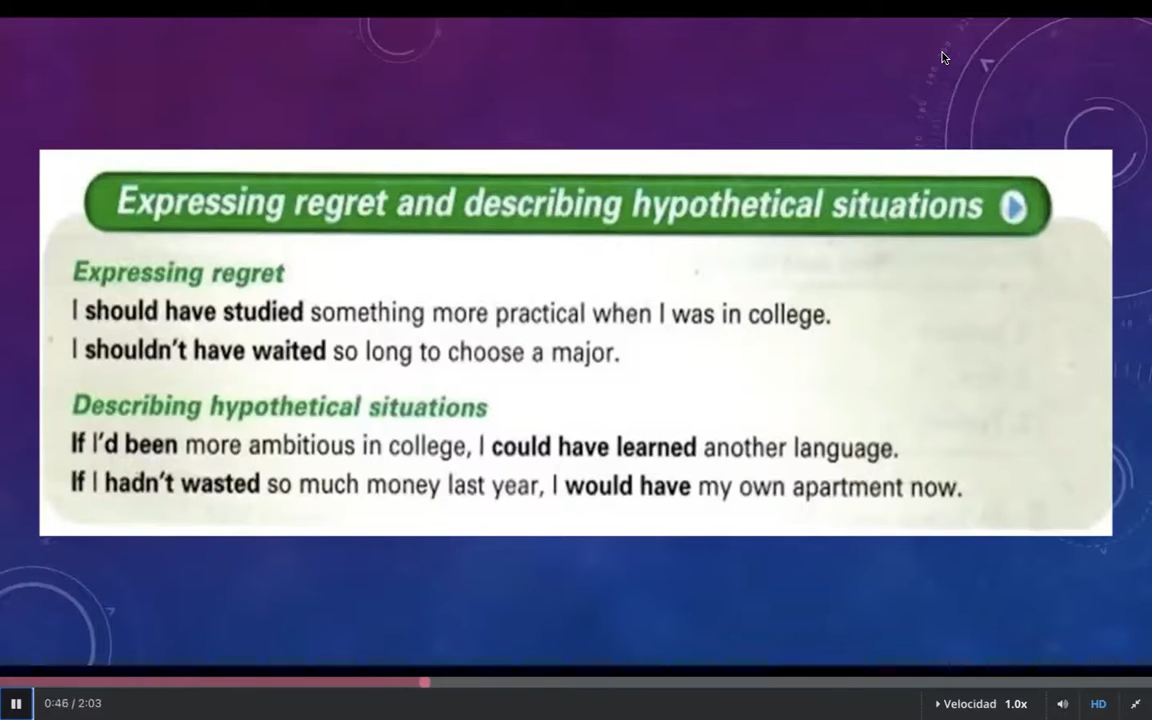 Expressing regret and describing hypothetical situations
Expressing regret
I should have studied something more practical when I was in college.
I shouldn't have waited so long to choose a major.
Describing hypothetical situations
If I'd been more ambitious in college, I could have learned another language.
If I hadn't wasted so much money last year, I would have my own apartment now.
0:46 / 2:03
Velocidad 1.0x
HD